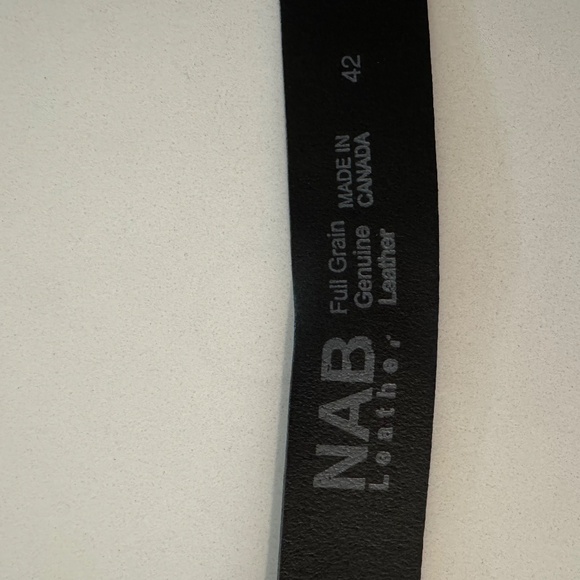 NAB
Leather
Full Grain
Genuine
Leather
MADE IN
CANADA
42